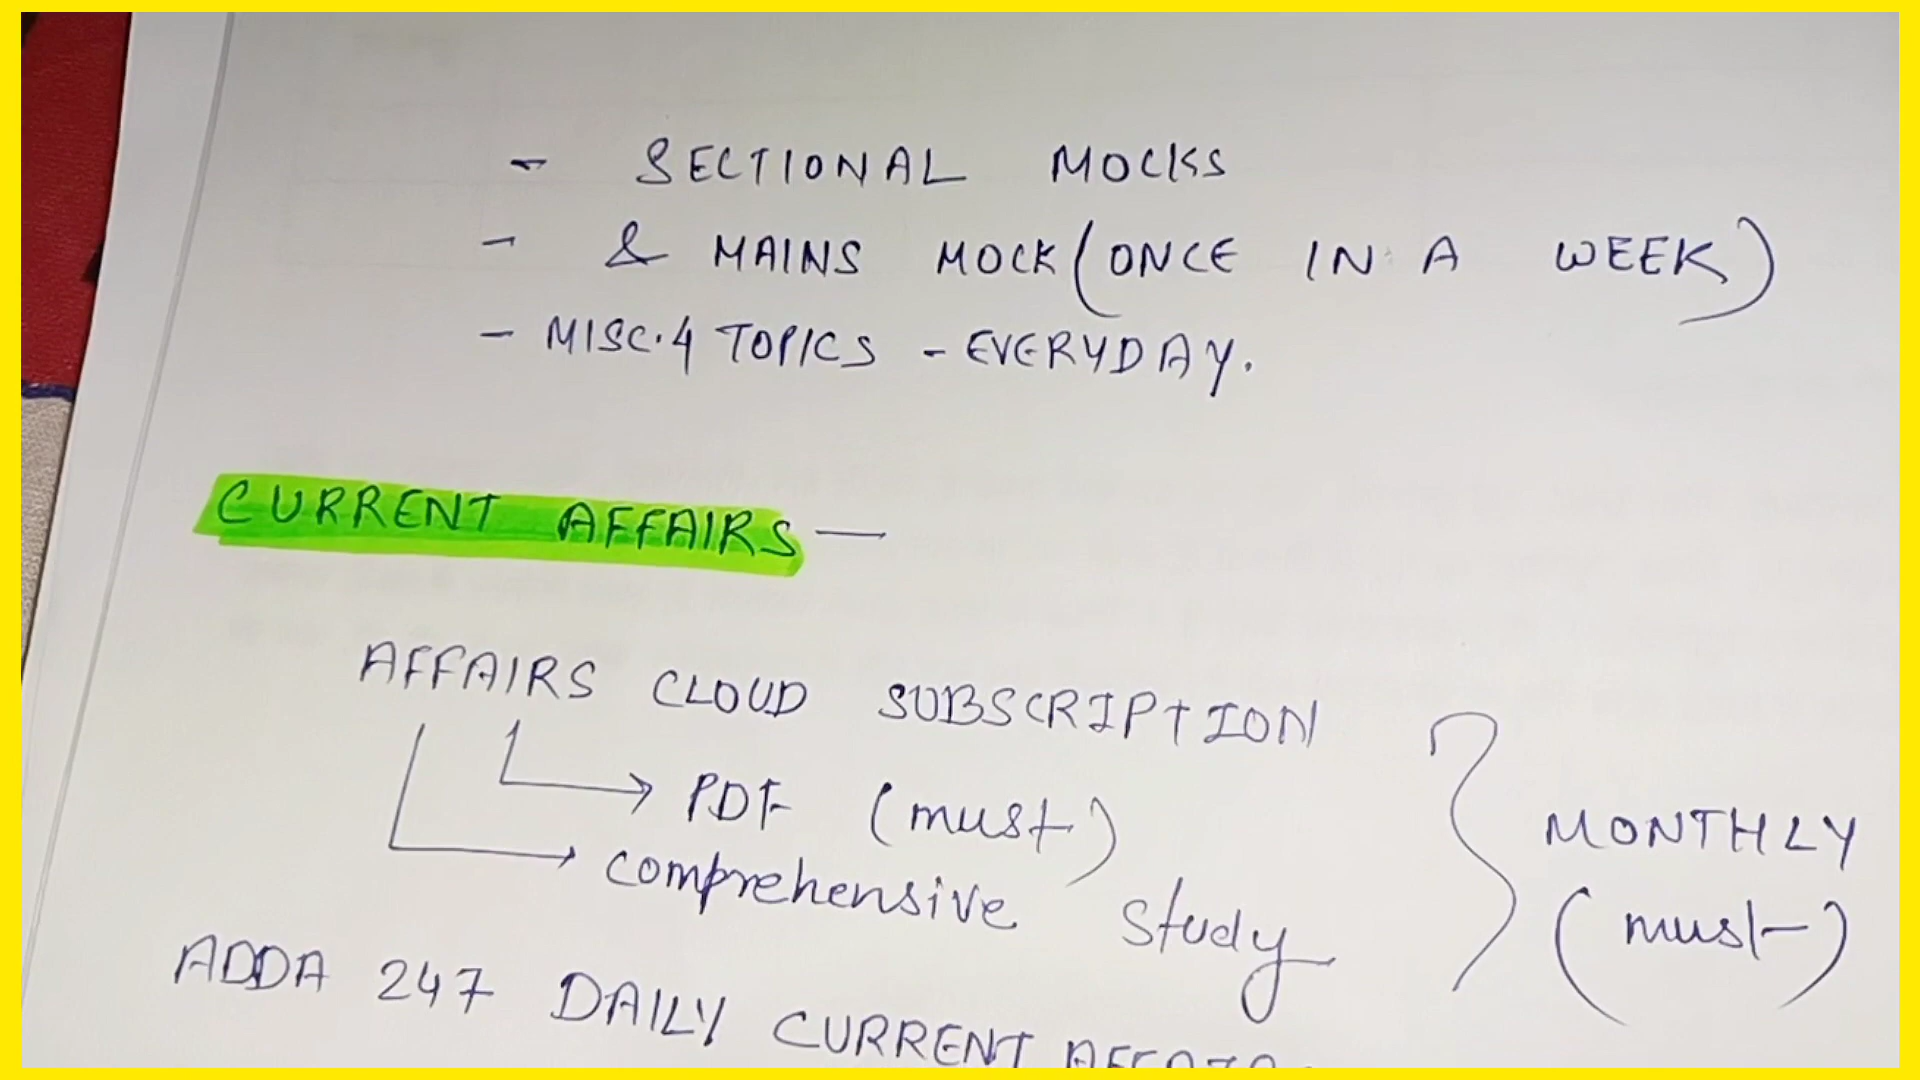 - SECTIONAL MOCKS
- & MAINS MOCK (ONCE IN A WEEK)
- MISC. 4 TOPICS - EVERYDAY.
CURRENT AFFAIRS —
AFFAIRS CLOUD SUBSCRIPTION
→ PDF (must)
→ comprehensive study
MONTHLY
(must)
ADDA 247 DAILY CURRENT AFFAIRS